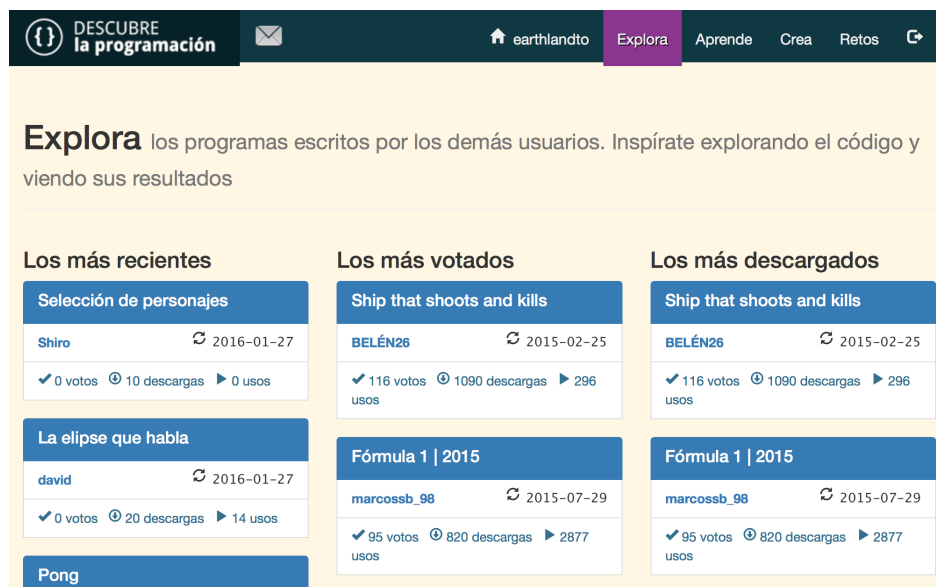 DESCUBRE
la programación
earthlandto
Explora
Aprende
Crea
Retos
Explora los programas escritos por los demás usuarios. Inspírate explorando el código y
viendo sus resultados
Los más recientes
Selección de personajes
Shiro 2016-01-27
0 votos 10 descargas 0 usos
La elipse que habla
david 2016-01-27
0 votos 20 descargas 14 usos
Pong
Los más votados
Ship that shoots and kills
BELÉN26 2015-02-25
116 votos 1090 descargas 296
usos
Fórmula 1 | 2015
marcossb_98 2015-07-29
95 votos 820 descargas 2877
usos
Los más descargados
Ship that shoots and kills
BELÉN26 2015-02-25
116 votos 1090 descargas 296
usos
Fórmula 1 | 2015
marcossb_98 2015-07-29
95 votos 820 descargas 2877
usos